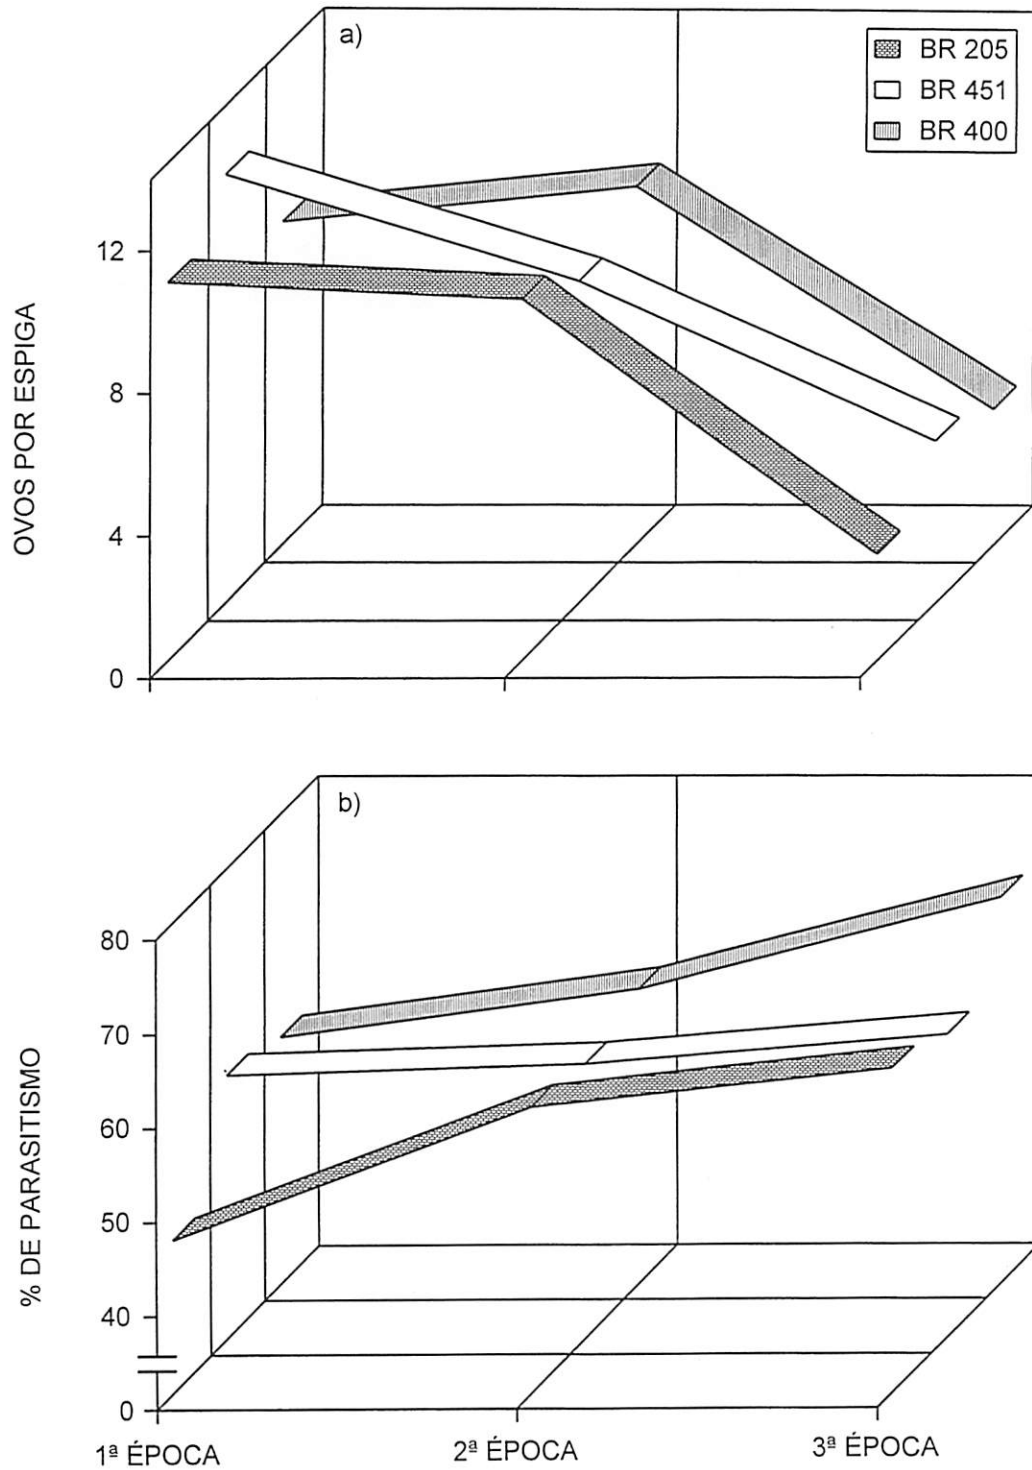 a)
BR 205
BR 451
BR 400
OVOS POR ESPIGA
12
8
4
0
b)
% DE PARASITISMO
80
70
60
50
40
0
1ª ÉPOCA 2ª ÉPOCA 3ª ÉPOCA